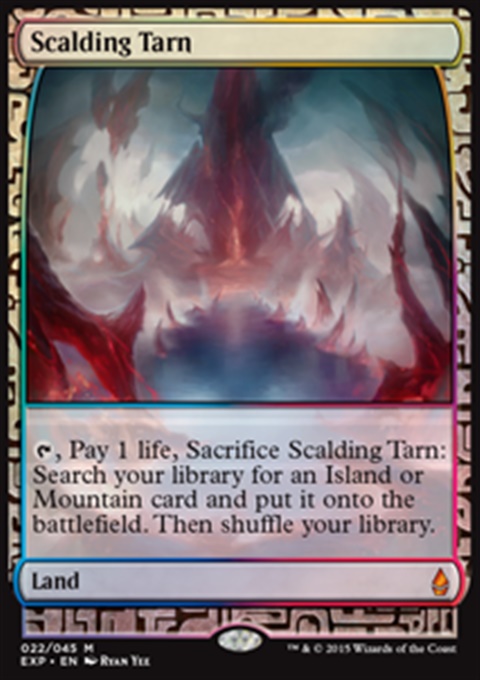 Scalding Tarn
, Pay 1 life, Sacrifice Scalding Tarn:
Search your library for an Island or
Mountain card and put it onto the
battlefield. Then shuffle your library.
Land
022/045 M
EXP • EN Ryan Yee
™ & © 2015 Wizards of the Coast